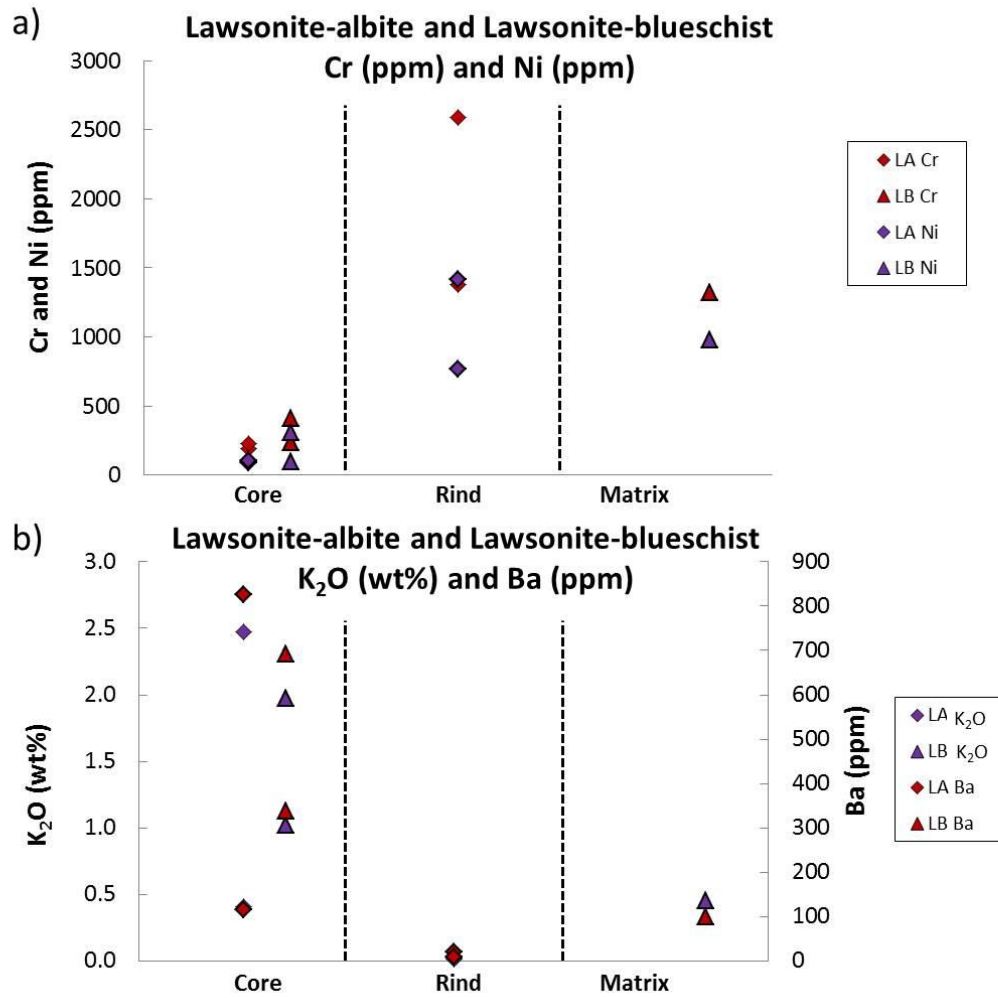 a)
Lawsonite-albite and Lawsonite-blueschist
Cr (ppm) and Ni (ppm)
3000
2500
2000
1500
1000
500
0
Cr and Ni (ppm)
Core
Rind
Matrix
LA Cr
LB Cr
LA Ni
LB Ni
b)
Lawsonite-albite and Lawsonite-blueschist
K₂O (wt%) and Ba (ppm)
3.0
2.5
2.0
1.5
1.0
0.5
0.0
K₂O (wt%)
900
800
700
600
500
400
300
200
100
0
Ba (ppm)
Core
Rind
Matrix
LA K₂O
LB K₂O
LA Ba
LB Ba